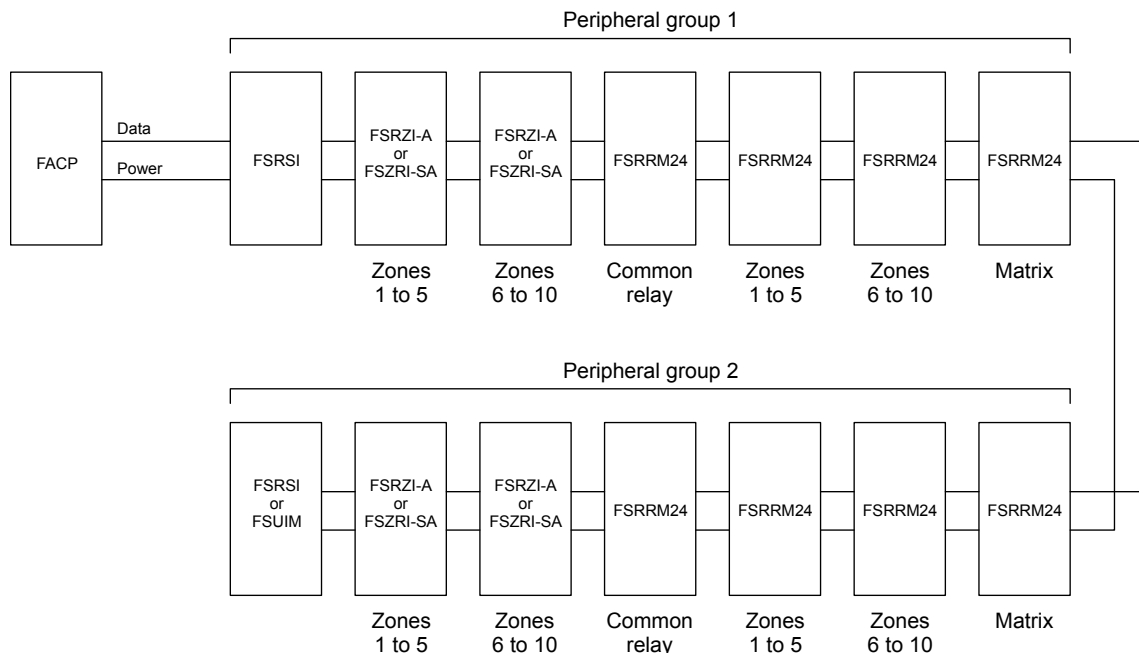 Peripheral group 1
FACP
Data
Power
FSRSI
FSRZI-A
or
FSZRI-SA
FSRZI-A
or
FSZRI-SA
FSRRM24
FSRRM24
FSRRM24
FSRRM24
Zones
1 to 5
Zones
6 to 10
Common
relay
Zones
1 to 5
Zones
6 to 10
Matrix
Peripheral group 2
FSRSI
or
FSUIM
FSRZI-A
or
FSZRI-SA
FSRZI-A
or
FSZRI-SA
FSRRM24
FSRRM24
FSRRM24
FSRRM24
Zones
1 to 5
Zones
6 to 10
Common
relay
Zones
1 to 5
Zones
6 to 10
Matrix